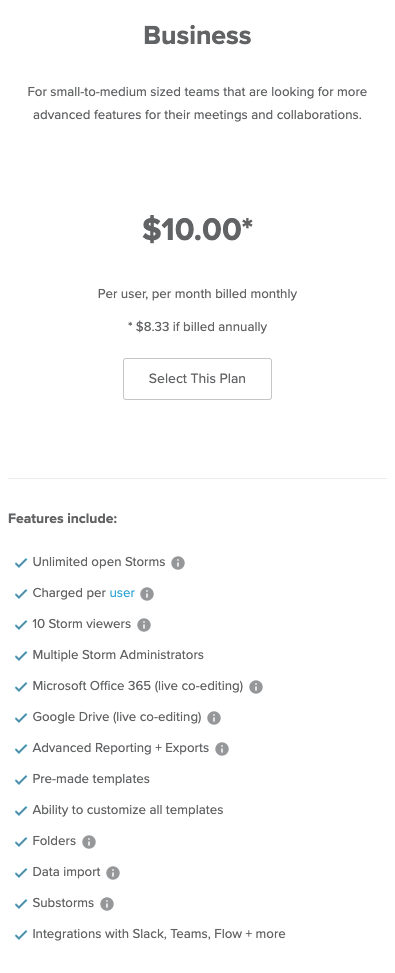 Business
For small-to-medium sized teams that are looking for more
advanced features for their meetings and collaborations.
$10.00*
Per user, per month billed monthly
* $8.33 if billed annually
Select This Plan
Features include:
Unlimited open Storms
Charged per user
10 Storm viewers
Multiple Storm Administrators
Microsoft Office 365 (live co-editing)
Google Drive (live co-editing)
Advanced Reporting + Exports
Pre-made templates
Ability to customize all templates
Folders
Data import
Substorms
Integrations with Slack, Teams, Flow + more